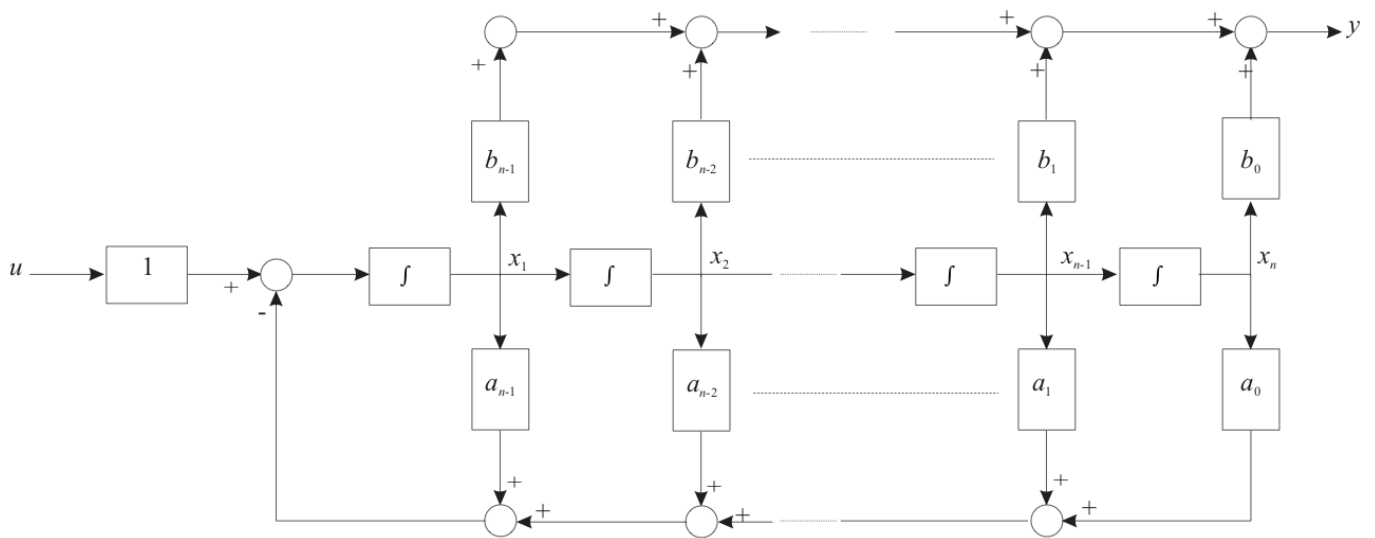 + + + + y
+ + + +
b_{n-1} b_{n-2} b_1 b_0
u 1 + ∫ x_1 ∫ x_2 ∫ x_{n-1} ∫ x_n
-
a_{n-1} a_{n-2} a_1 a_0
+ + +
+ + +